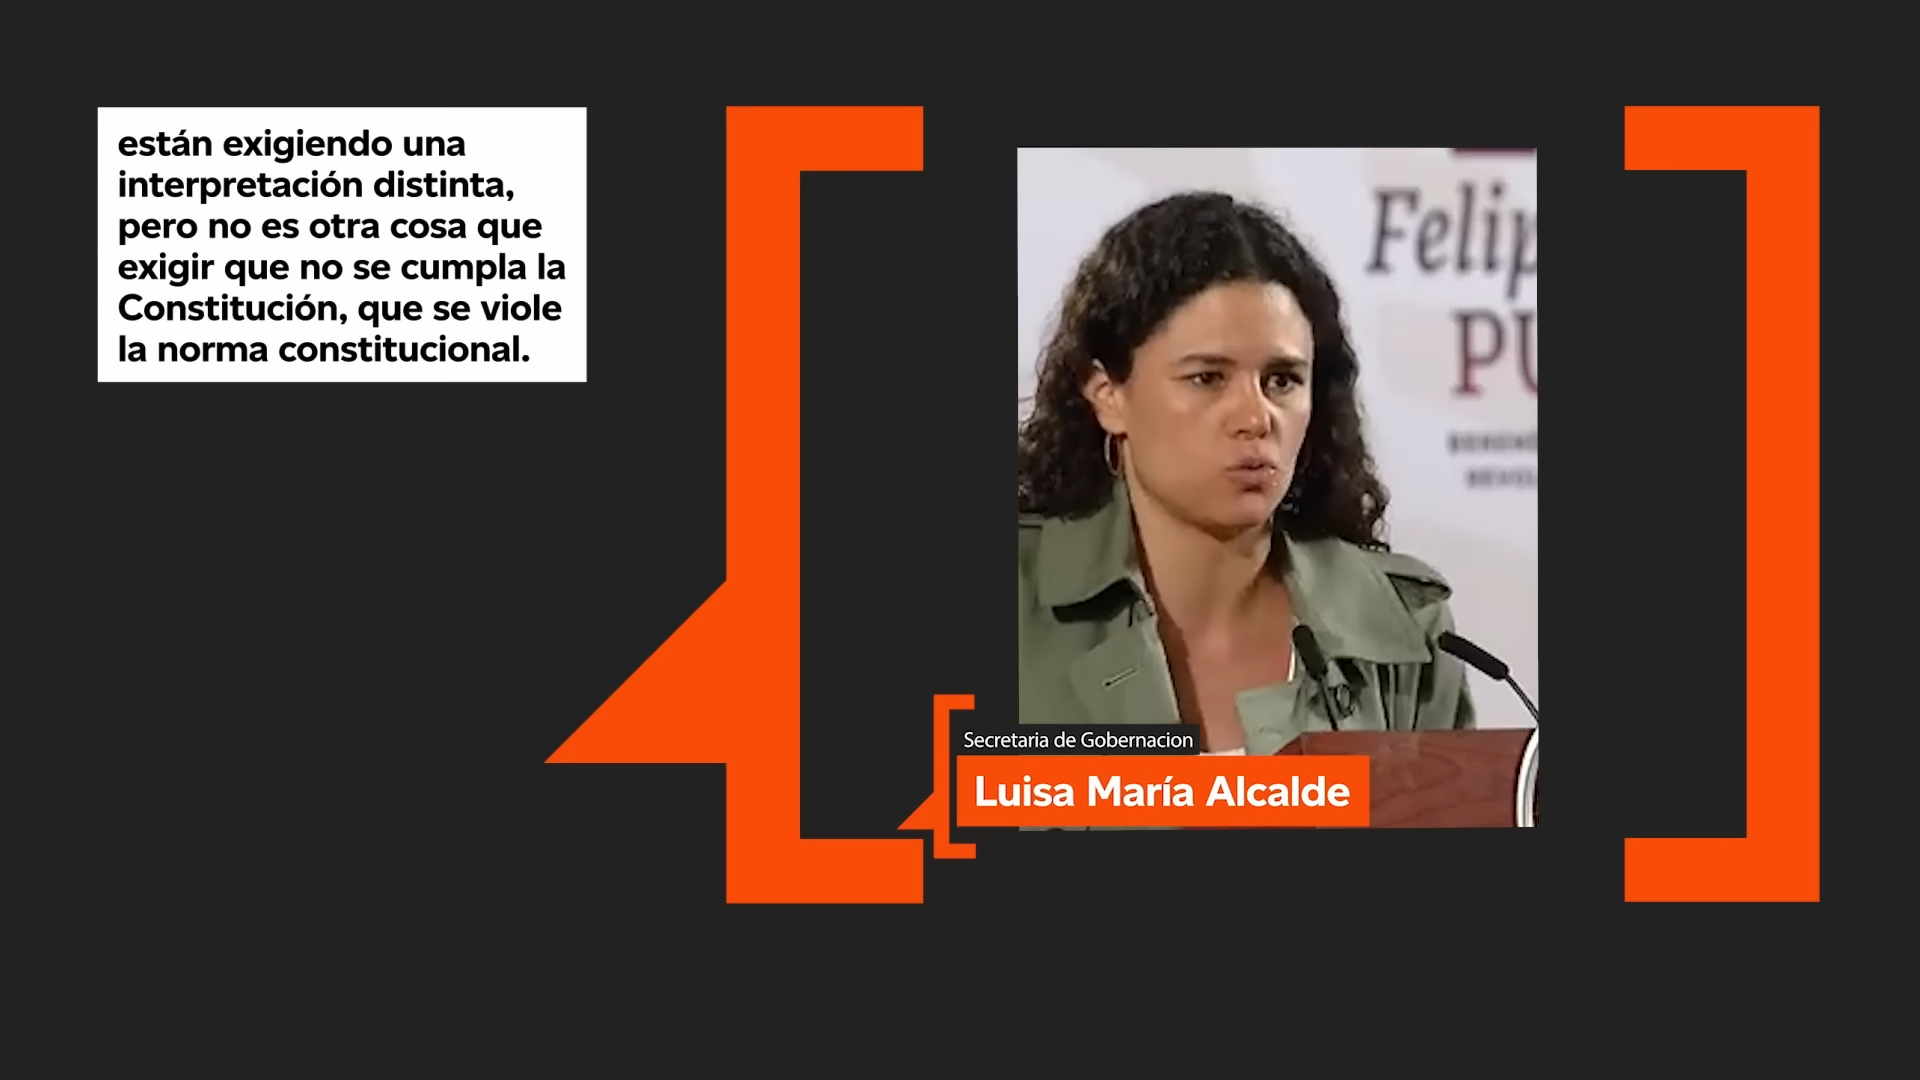 están exigiendo una
interpretación distinta,
pero no es otra cosa que
exigir que no se cumpla la
Constitución, que se viole
la norma constitucional.
Felip
PU
Secretaria de Gobernacion
Luisa María Alcalde